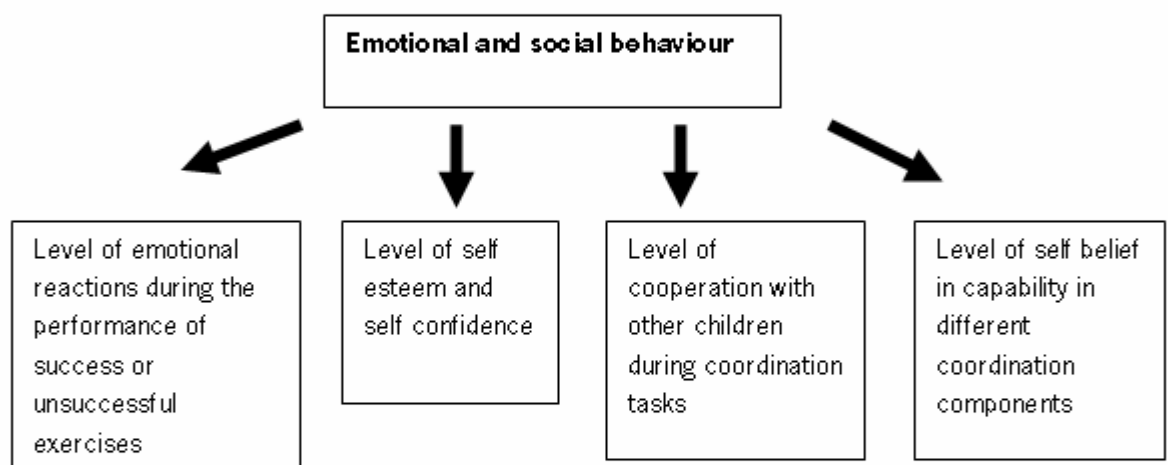 Emotional and social behaviour
Level of emotional
reactions during the
performance of
success or
unsuccessful
exercises
Level of self
esteem and
self confidence
Level of
cooperation with
other children
during coordination
tasks
Level of self belief
in capability in
different
coordination
components